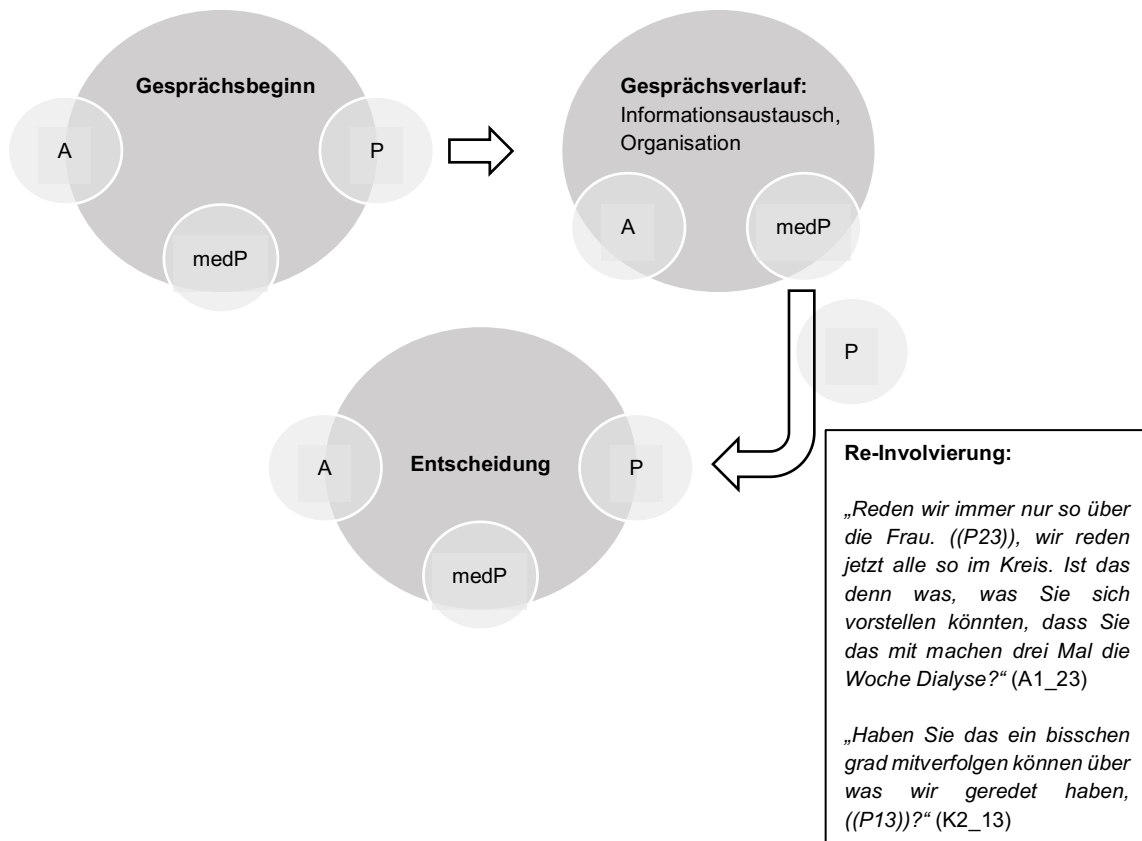 Gesprächsbeginn
A
P
medP
Gesprächsverlauf:
Informationsaustausch,
Organisation
A
medP
P
A
Entscheidung
P
medP
Re-Involvierung:
„Reden wir immer nur so über
die Frau. ((P23)), wir reden
jetzt alle so im Kreis. Ist das
denn was, was Sie sich
vorstellen könnten, dass Sie
das mit machen drei Mal die
Woche Dialyse?“ (A1_23)
„Haben Sie das ein bisschen
grad mitverfolgen können über
was wir geredet haben,
((P13))?“ (K2_13)